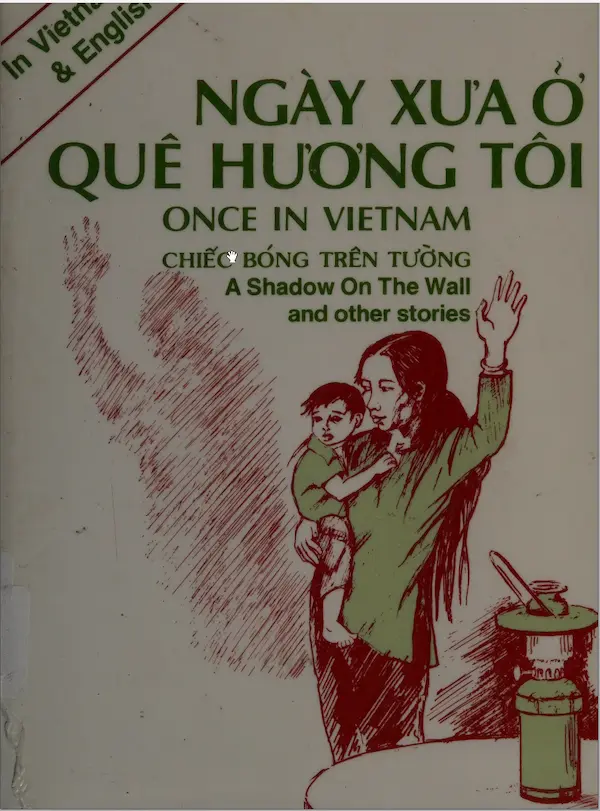 In Vietna
& English
NGÀY XƯA Ở
QUÊ HƯƠNG TÔI
ONCE IN VIETNAM
CHIẾC BÓNG TRÊN TƯỜNG
A Shadow On The Wall
and other stories